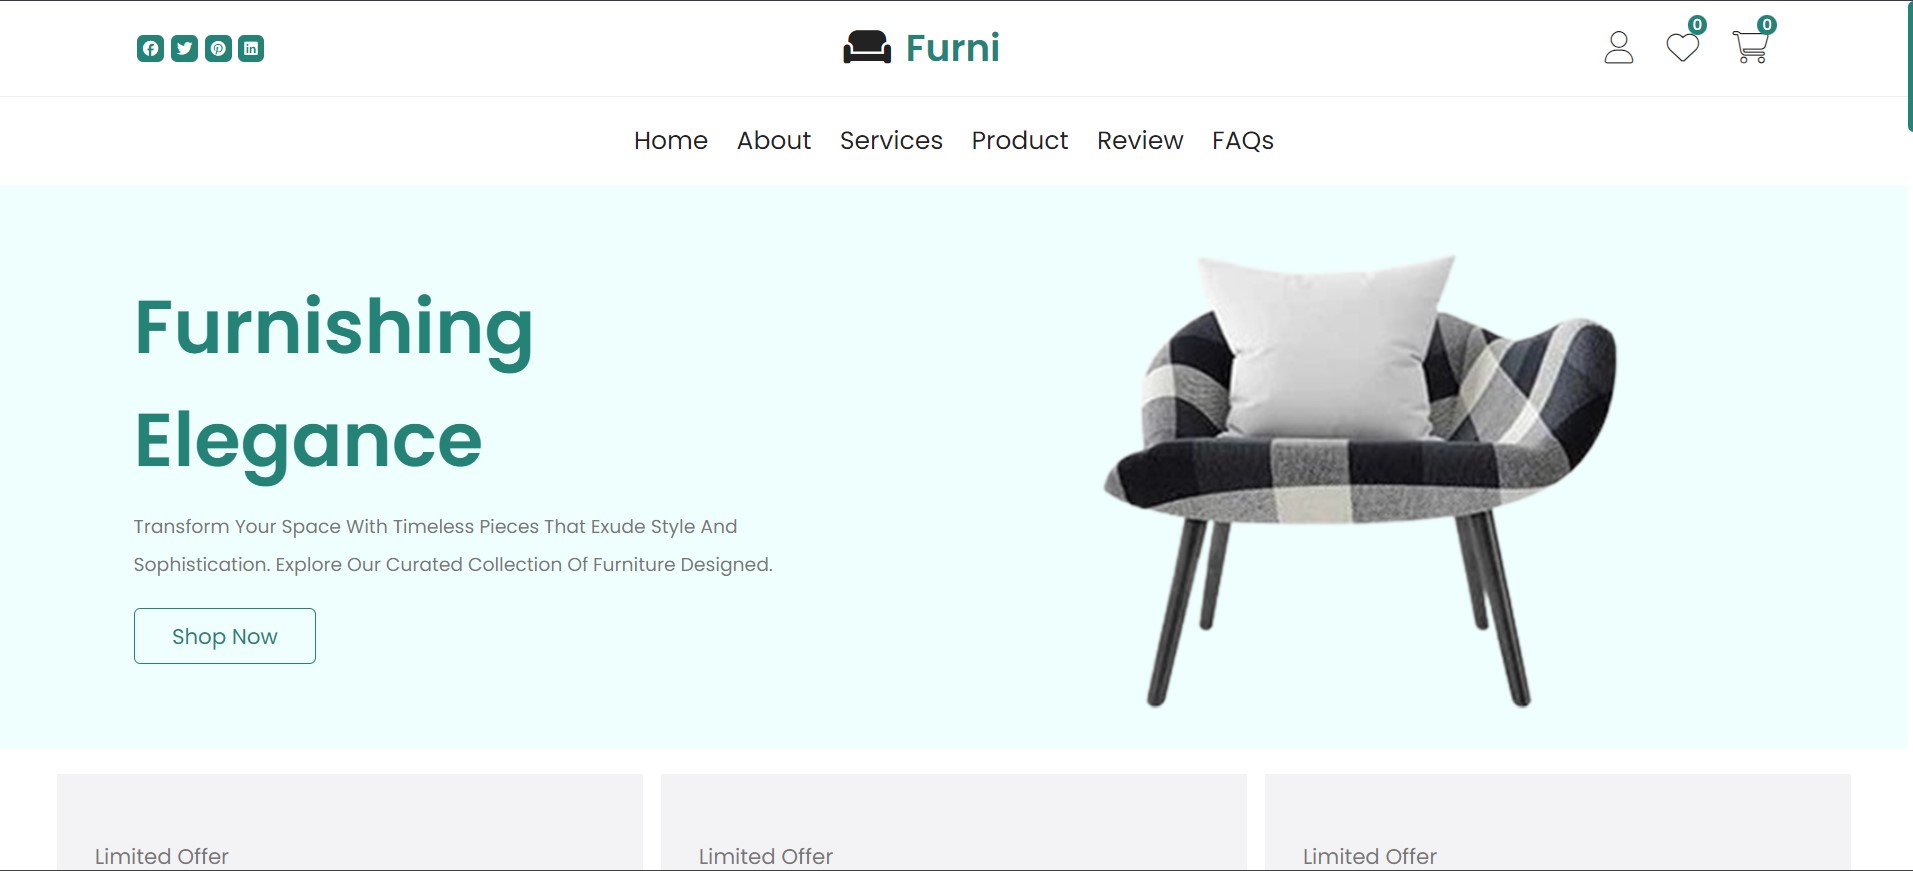 Furni
0
0
Home About Services Product Review FAQs
Furnishing
Elegance
Transform Your Space With Timeless Pieces That Exude Style And
Sophistication. Explore Our Curated Collection Of Furniture Designed.
Shop Now
Limited Offer
Limited Offer
Limited Offer